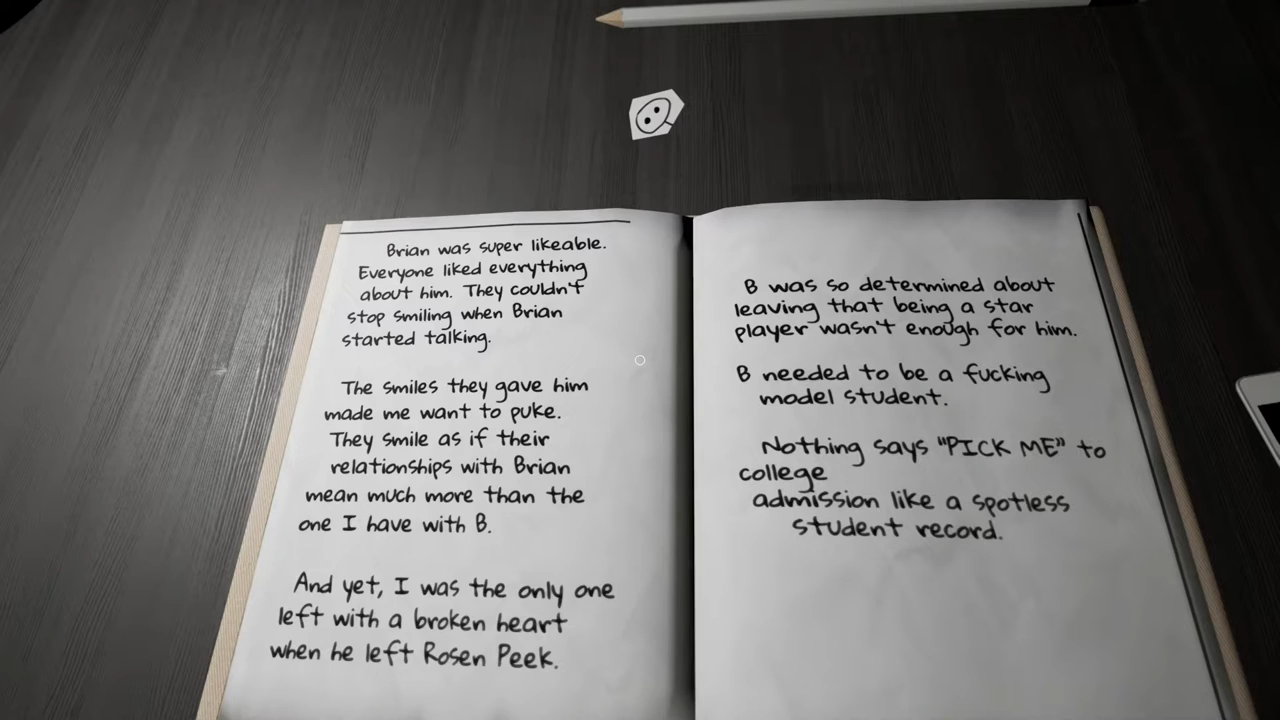 Brian was super likeable.
Everyone liked everything
about him. They couldn't
stop smiling when Brian
started talking.
The smiles they gave him
made me want to puke.
They smile as if their
relationships with Brian
mean much more than the
one I have with B.
And yet, I was the only one
left with a broken heart
when he left Rosen Peek.
B was so determined about
leaving that being a star
player wasn't enough for him.
B needed to be a fucking
model student.
Nothing says "PICK ME" to
college
admission like a spotless
student record.